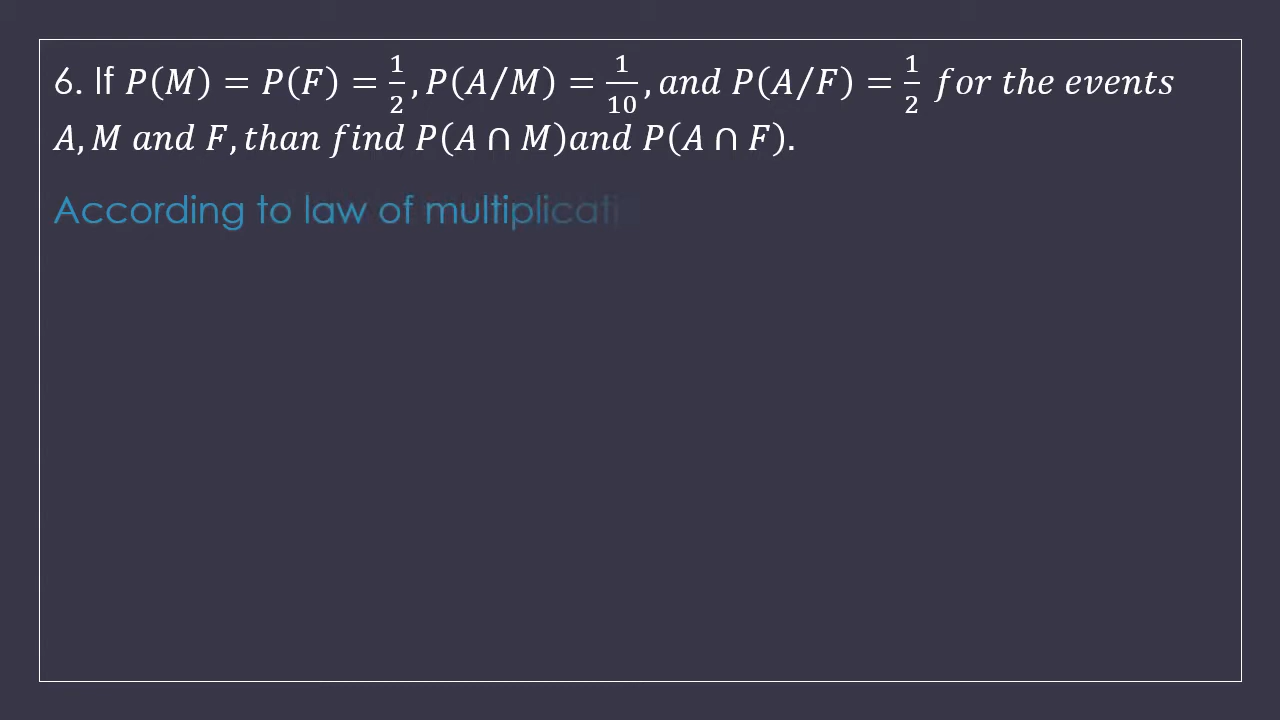 6. If P(M) = P(F) = 1/2, P(A/M) = 1/10, and P(A/F) = 1/2 for the events
A, M and F, than find P(A ∩ M)and P(A ∩ F).
According to law of